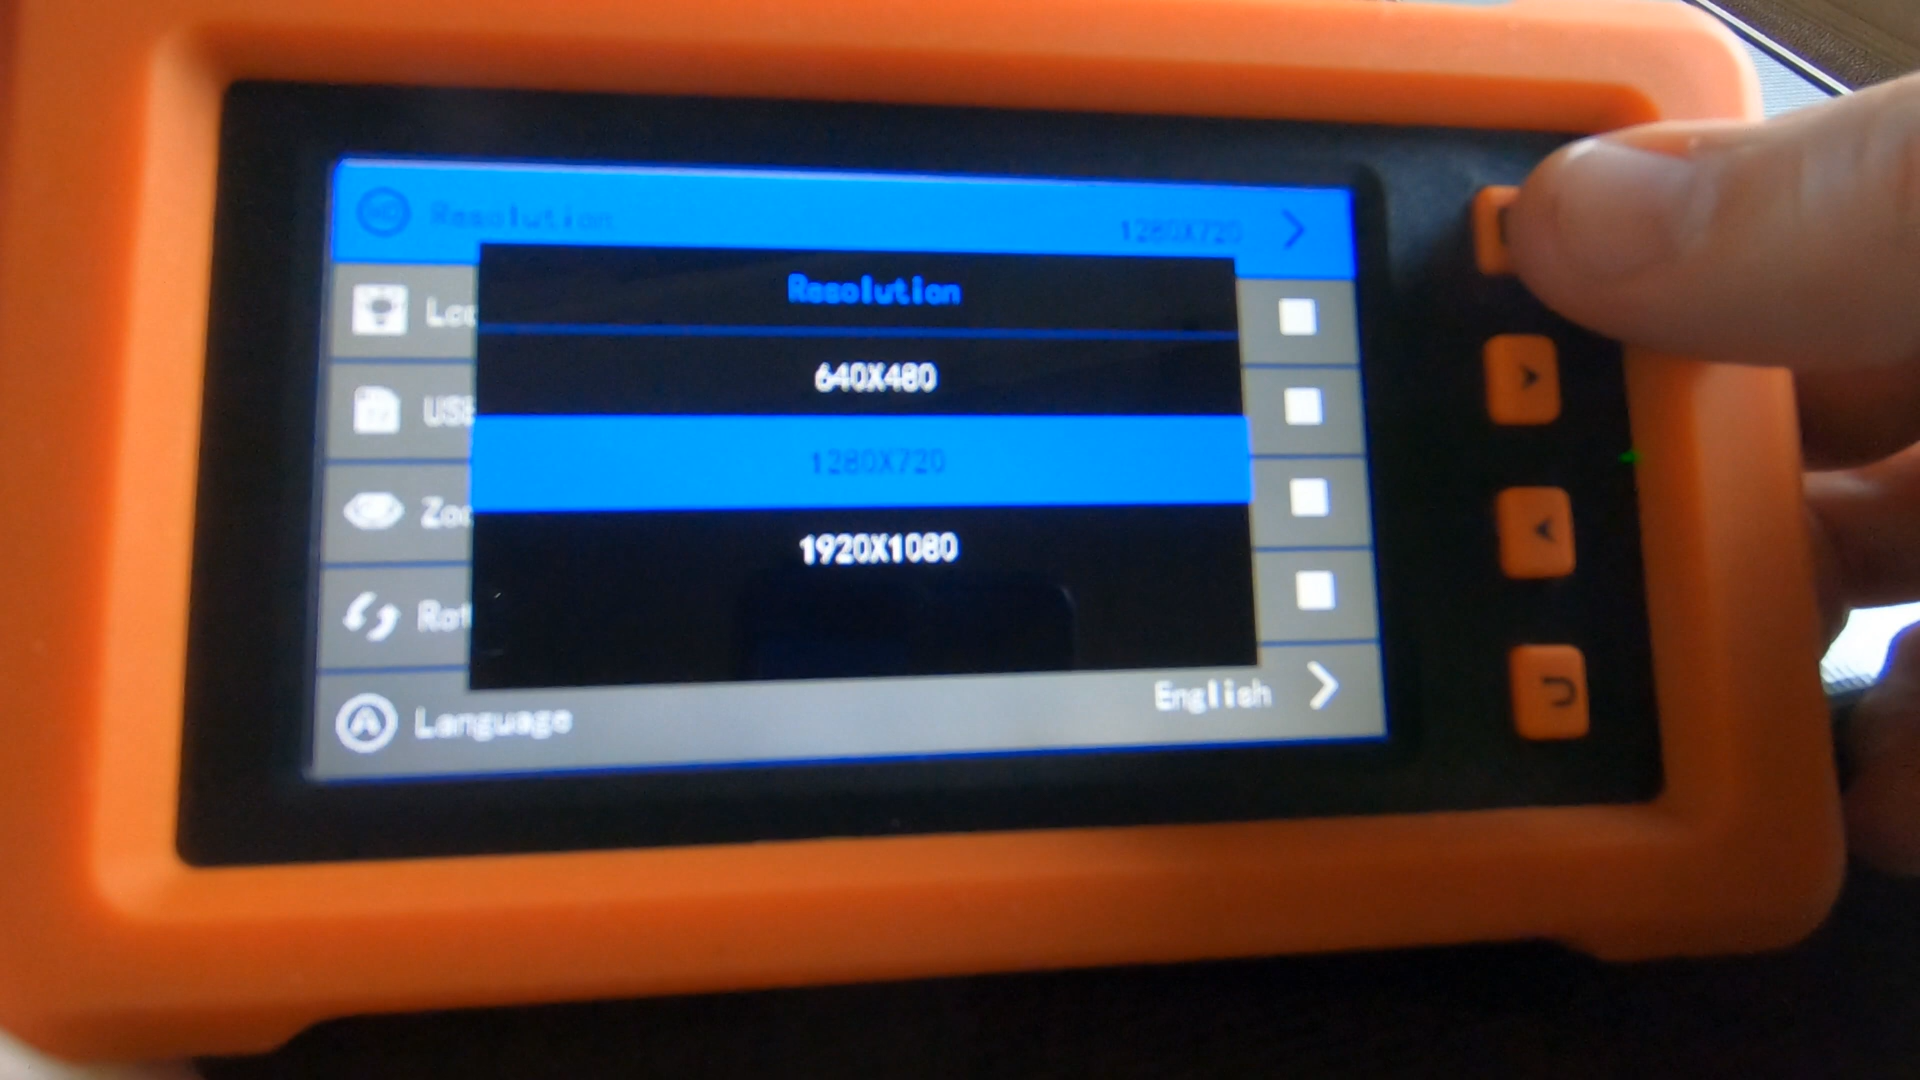 Resolution 1280X720
Resolution
640X480
1280X720
1920X1080
Language English